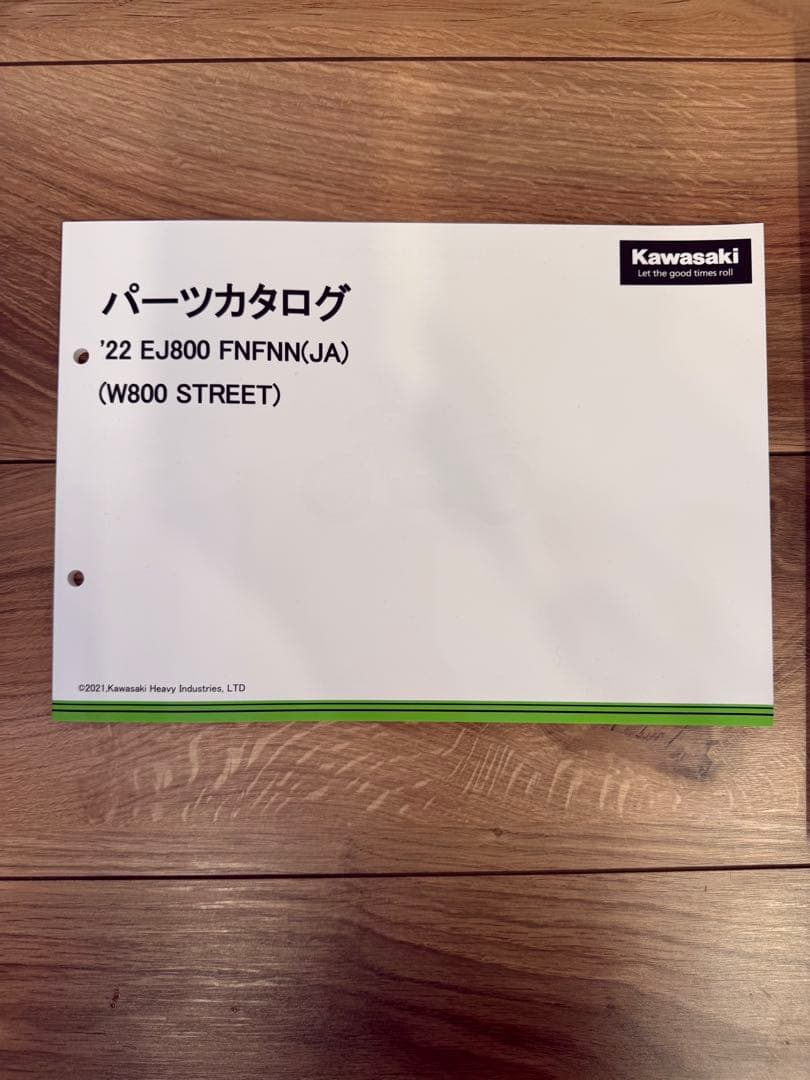 Kawasaki
Let the good times roll
パーツカタログ
'22 EJ800 FNFNN(JA)
(W800 STREET)
©2021,Kawasaki Heavy Industries, LTD